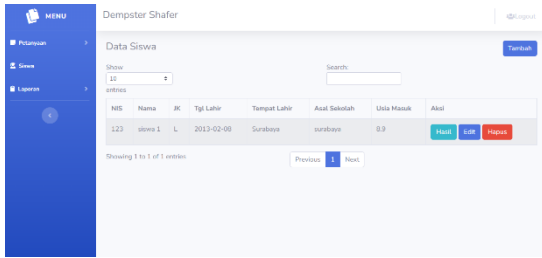 MENU
Dempster Shafer
Logout
Petanyaan
Siswa
Laporan
Data Siswa
Tambah
Show
10
entries
Search:
NIS Nama JK Tgl Lahir Tempat Lahir Asal Sekolah Usia Masuk Aksi
123 siswa 1 L 2013-02-08 Surabaya surabaya 8.9 Hasil Edit Hapus
Showing 1 to 1 of 1 entries
Previous 1 Next